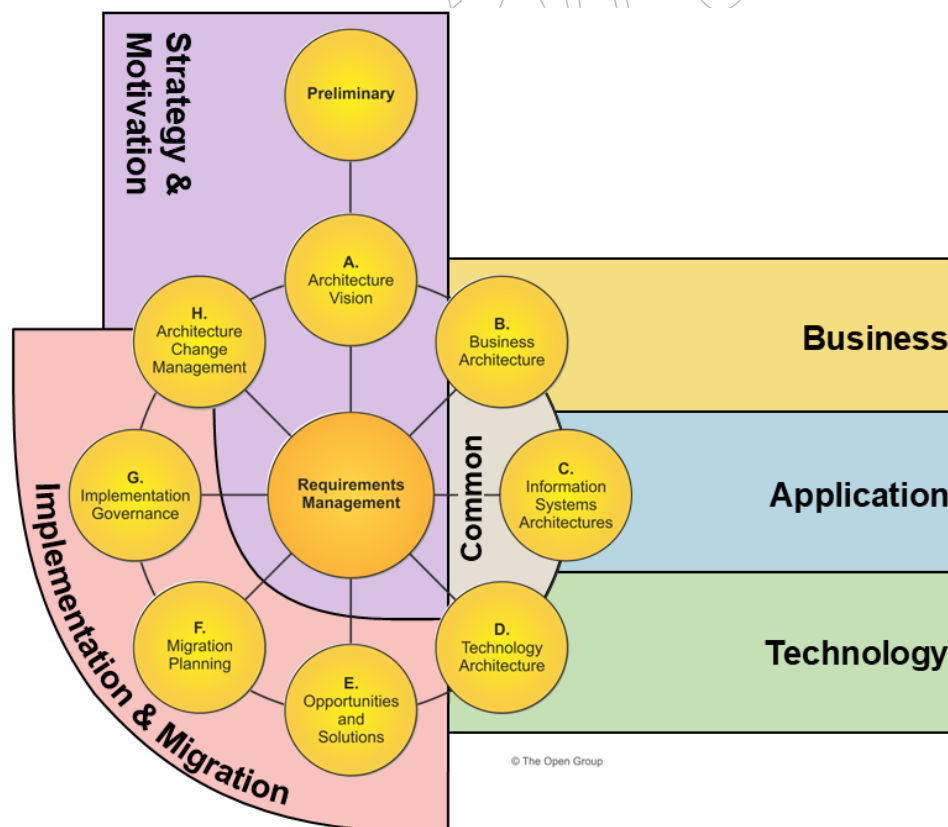 Strategy &
Motivation
Preliminary
A.
Architecture
Vision
H.
Architecture
Change
Management
B.
Business
Architecture
Business
G.
Implementation
Governance
Requirements
Management
Common
C.
Information
Systems
Architectures
Application
F.
Migration
Planning
E.
Opportunities
and
Solutions
D.
Technology
Architecture
Technology
Implementation & Migration
© The Open Group